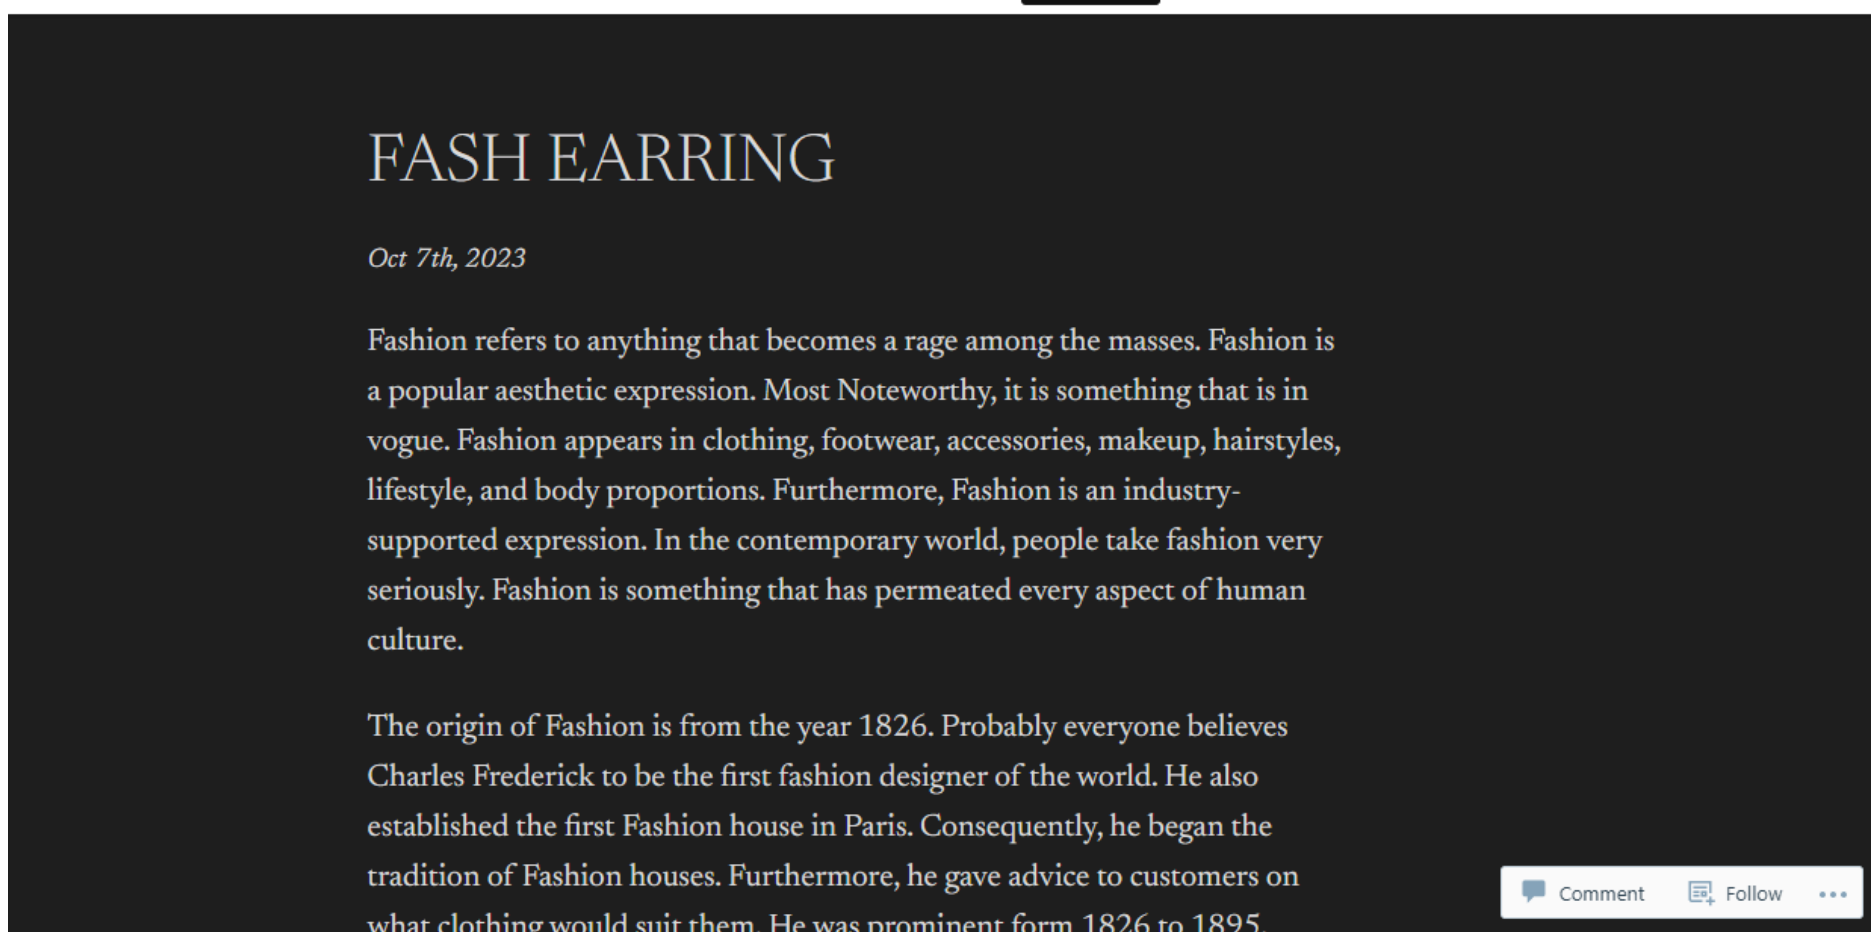 FASH EARRING
Oct 7th, 2023
Fashion refers to anything that becomes a rage among the masses. Fashion is
a popular aesthetic expression. Most Noteworthy, it is something that is in
vogue. Fashion appears in clothing, footwear, accessories, makeup, hairstyles,
lifestyle, and body proportions. Furthermore, Fashion is an industry-
supported expression. In the contemporary world, people take fashion very
seriously. Fashion is something that has permeated every aspect of human
culture.
The origin of Fashion is from the year 1826. Probably everyone believes
Charles Frederick to be the first fashion designer of the world. He also
established the first Fashion house in Paris. Consequently, he began the
tradition of Fashion houses. Furthermore, he gave advice to customers on
what clothing would suit them. He was prominent form 1826 to 1895.
Comment Follow